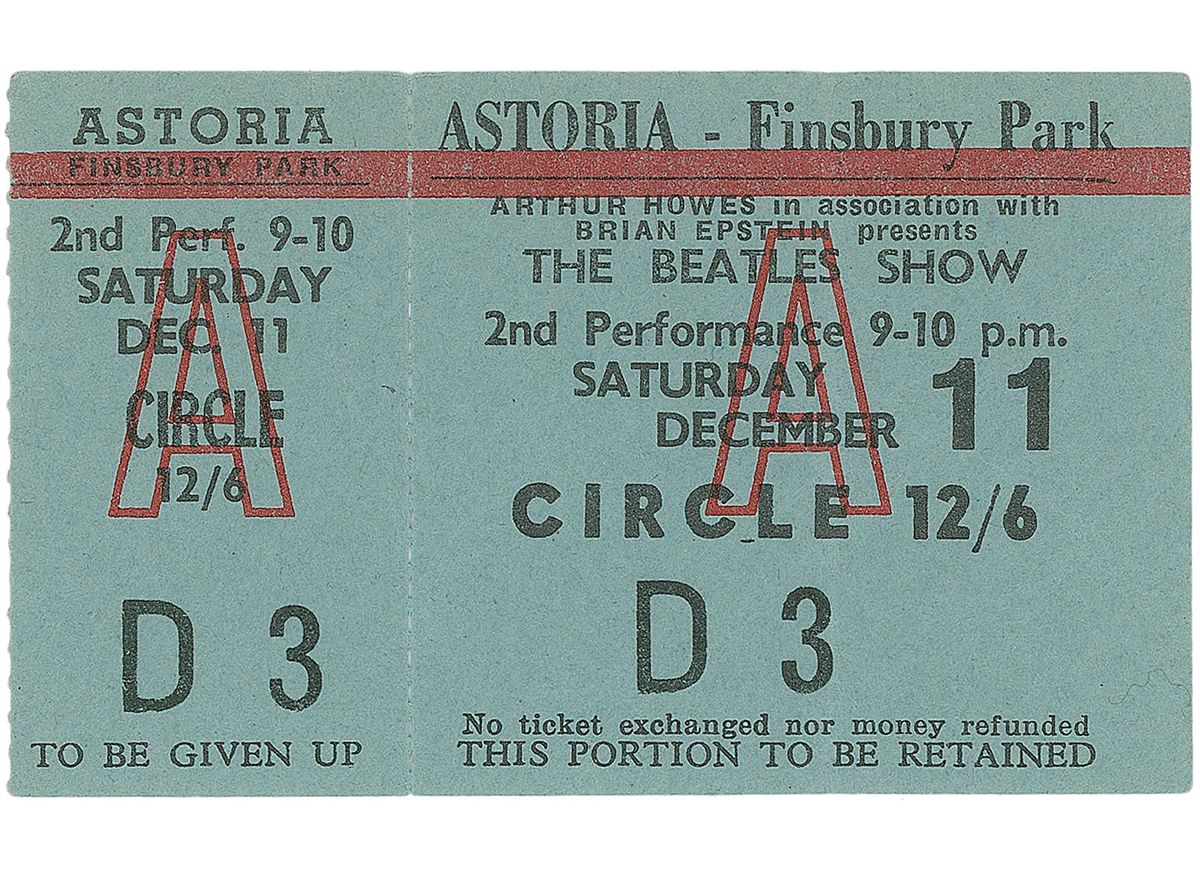 ASTORIA
FINSBURY PARK
2nd Perf. 9-10
SATURDAY
DEC. 11
CIRCLE
12/6
A
D 3
TO BE GIVEN UP
ASTORIA - Finsbury Park
ARTHUR HOWES in association with
BRIAN EPSTEIN presents
THE BEATLES SHOW
2nd Performance 9-10 p.m.
SATURDAY
DECEMBER 11
CIRCLE 12/6
A
D 3
No ticket exchanged nor money refunded
THIS PORTION TO BE RETAINED